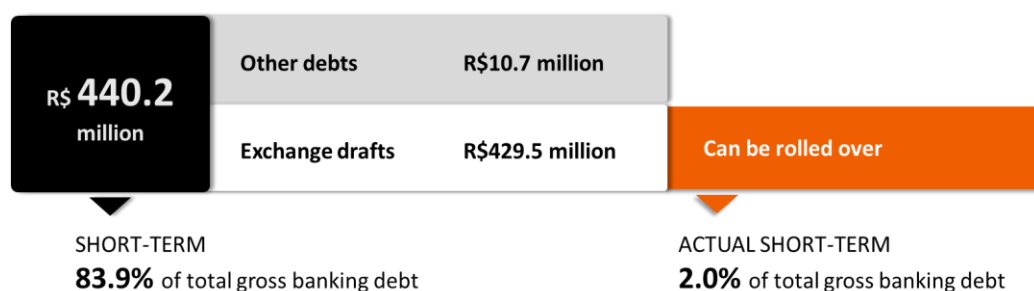 R$ 440.2
million
Other debts R$10.7 million
Exchange drafts R$429.5 million
Can be rolled over
SHORT-TERM
83.9% of total gross banking debt
ACTUAL SHORT-TERM
2.0% of total gross banking debt